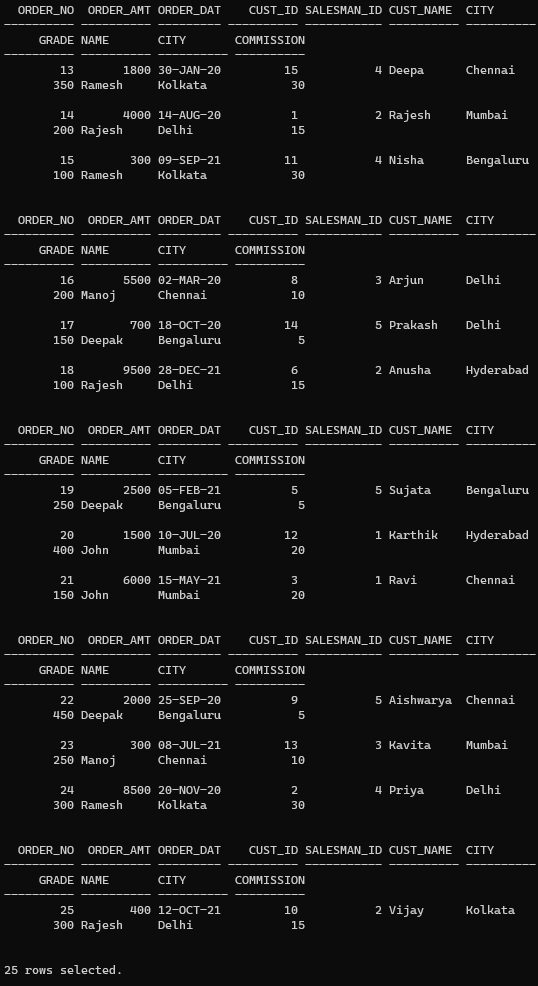 ORDER_NO  ORDER_AMT ORDER_DAT    CUST_ID SALESMAN_ID CUST_NAME  CITY
---------- ---------- --------- ---------- ----------- ---------- ----------
     GRADE NAME       CITY       COMMISSION
---------- ---------- ---------- ----------
        13       1800 30-JAN-20         15           4 Deepa      Chennai
       350 Ramesh     Kolkata            30
        14       4000 14-AUG-20          1           2 Rajesh     Mumbai
       200 Rajesh     Delhi              15
        15        300 09-SEP-21         11           4 Nisha      Bengaluru
       100 Ramesh     Kolkata            30
  ORDER_NO  ORDER_AMT ORDER_DAT    CUST_ID SALESMAN_ID CUST_NAME  CITY
---------- ---------- --------- ---------- ----------- ---------- ----------
     GRADE NAME       CITY       COMMISSION
---------- ---------- ---------- ----------
        16       5500 02-MAR-20          8           3 Arjun      Delhi
       200 Manoj      Chennai            10
        17        700 18-OCT-20         14           5 Prakash    Delhi
       150 Deepak     Bengaluru           5
        18       9500 28-DEC-21          6           2 Anusha     Hyderabad
       100 Rajesh     Delhi              15
  ORDER_NO  ORDER_AMT ORDER_DAT    CUST_ID SALESMAN_ID CUST_NAME  CITY
---------- ---------- --------- ---------- ----------- ---------- ----------
     GRADE NAME       CITY       COMMISSION
---------- ---------- ---------- ----------
        19       2500 05-FEB-21          5           5 Sujata     Bengaluru
       250 Deepak     Bengaluru           5
        20       1500 10-JUL-20         12           1 Karthik    Hyderabad
       400 John       Mumbai             20
        21       6000 15-MAY-21          3           1 Ravi       Chennai
       150 John       Mumbai             20
  ORDER_NO  ORDER_AMT ORDER_DAT    CUST_ID SALESMAN_ID CUST_NAME  CITY
---------- ---------- --------- ---------- ----------- ---------- ----------
     GRADE NAME       CITY       COMMISSION
---------- ---------- ---------- ----------
        22       2000 25-SEP-20          9           5 Aishwarya  Chennai
       450 Deepak     Bengaluru           5
        23        300 08-JUL-21         13           3 Kavita     Mumbai
       250 Manoj      Chennai            10
        24       8500 20-NOV-20          2           4 Priya      Delhi
       300 Ramesh     Kolkata            30
  ORDER_NO  ORDER_AMT ORDER_DAT    CUST_ID SALESMAN_ID CUST_NAME  CITY
---------- ---------- --------- ---------- ----------- ---------- ----------
     GRADE NAME       CITY       COMMISSION
---------- ---------- ---------- ----------
        25        400 12-OCT-21         10           2 Vijay      Kolkata
       300 Rajesh     Delhi              15
25 rows selected.